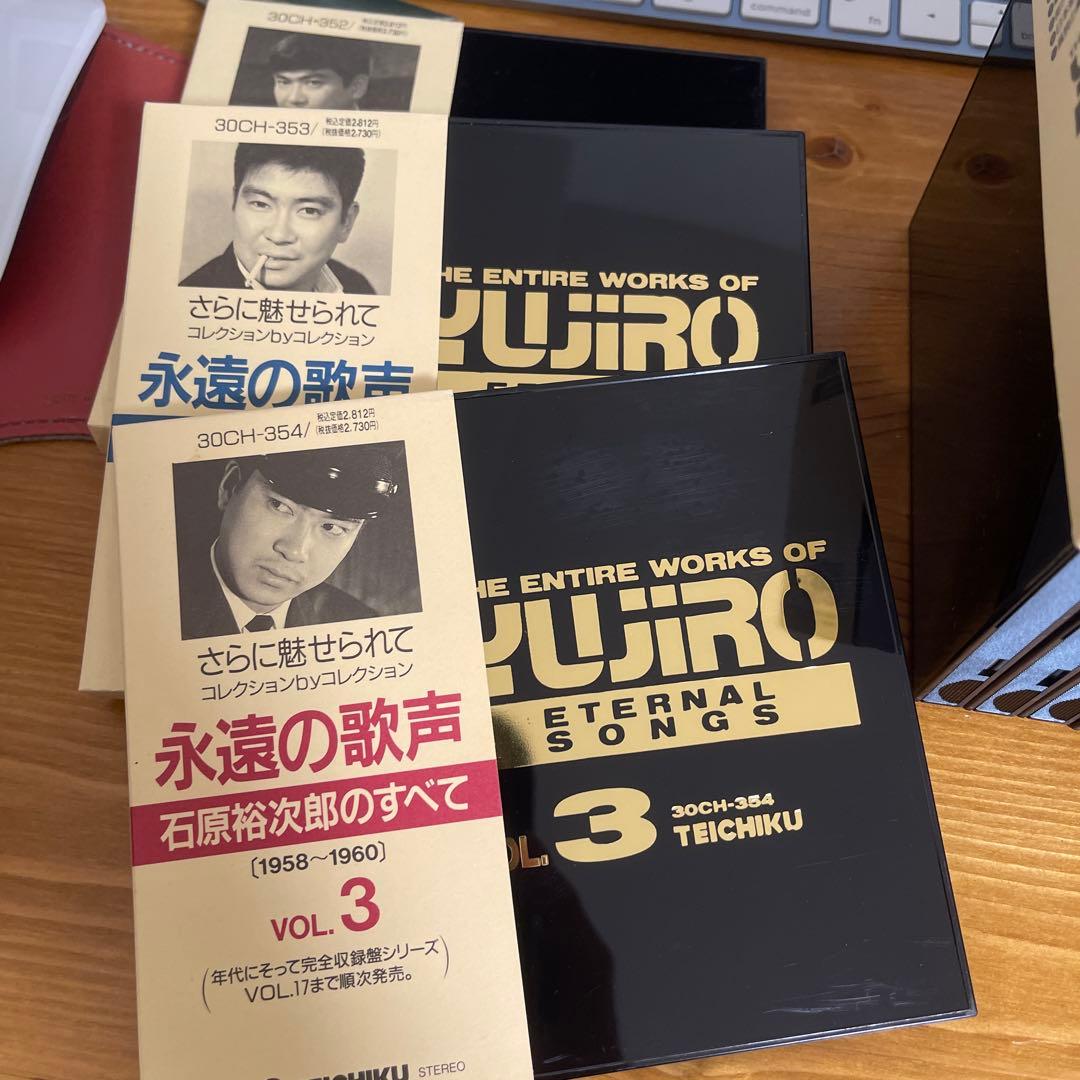 30CH-352/
30CH-353/
税込定価2.812円
(税抜価格2.730円)
さらに魅せられて
コレクションbyコレクション
永遠の歌声
HE ENTIRE WORKS OF
YUJIRO
30CH-354/
税込定価2.812円
(税抜価格2.730円)
さらに魅せられて
コレクションbyコレクション
永遠の歌声
石原裕次郎のすべて
〔1958〜1960〕
VOL.3
(年代にそって完全収録盤シリーズ
VOL.17まで順次発売。)
TEICHIKU STEREO
HE ENTIRE WORKS OF
YUJIRO
ETERNAL
SONGS
OL.3
30CH-354
TEICHIKU
command
fn